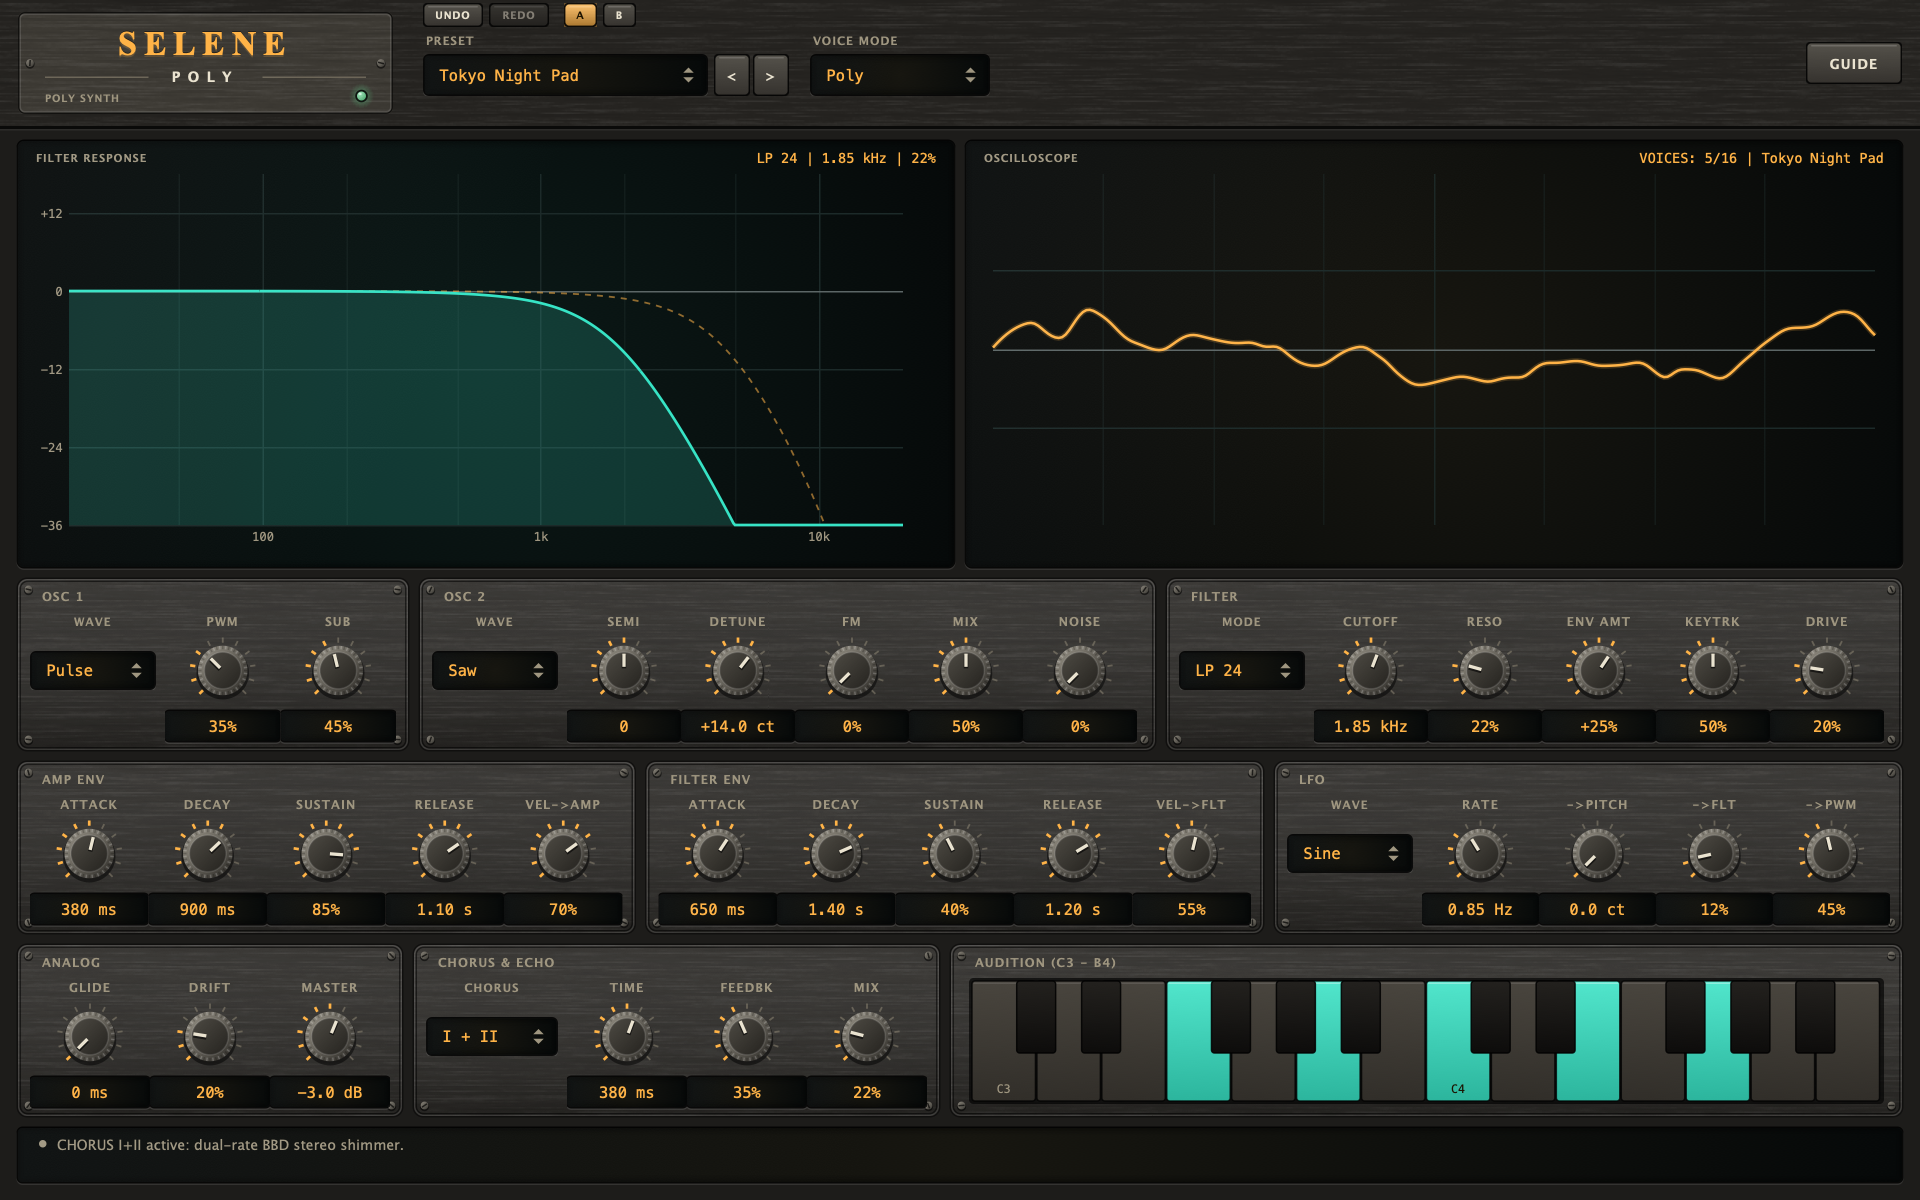 SELENE
POLY
POLY SYNTH
UNDO REDO A B
PRESET VOICE MODE
Tokyo Night Pad < > Poly
GUIDE
FILTER RESPONSE LP 24 | 1.85 kHz | 22%
+12
0
−12
−24
−36
100 1k 10k
OSCILLOSCOPE VOICES: 5/16 | Tokyo Night Pad
OSC 1
WAVE PWM SUB
Pulse
35% 45%
OSC 2
WAVE SEMI DETUNE FM MIX NOISE
Saw
0 +14.0 ct 0% 50% 0%
FILTER
MODE CUTOFF RESO ENV AMT KEYTRK DRIVE
LP 24
1.85 kHz 22% +25% 50% 20%
AMP ENV
ATTACK DECAY SUSTAIN RELEASE VEL->AMP
380 ms 900 ms 85% 1.10 s 70%
FILTER ENV
ATTACK DECAY SUSTAIN RELEASE VEL->FLT
650 ms 1.40 s 40% 1.20 s 55%
LFO
WAVE RATE ->PITCH ->FLT ->PWM
Sine
0.85 Hz 0.0 ct 12% 45%
ANALOG
GLIDE DRIFT MASTER
0 ms 20% −3.0 dB
CHORUS & ECHO
CHORUS TIME FEEDBK MIX
I + II
380 ms 35% 22%
AUDITION (C3 – B4)
C3 C4
CHORUS I+II active: dual-rate BBD stereo shimmer.